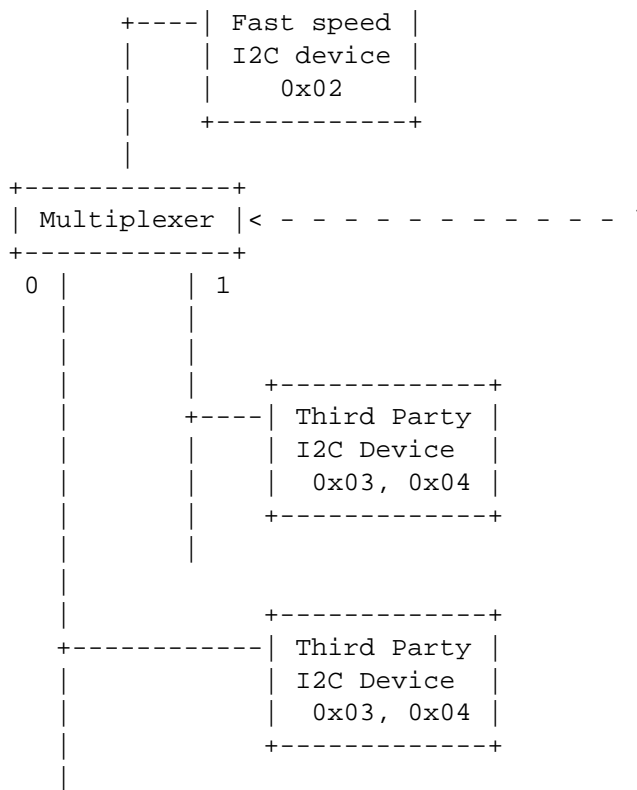 Fast speed
I2C device
0x02
Multiplexer
0 1
Third Party
I2C Device
0x03, 0x04
Third Party
I2C Device
0x03, 0x04